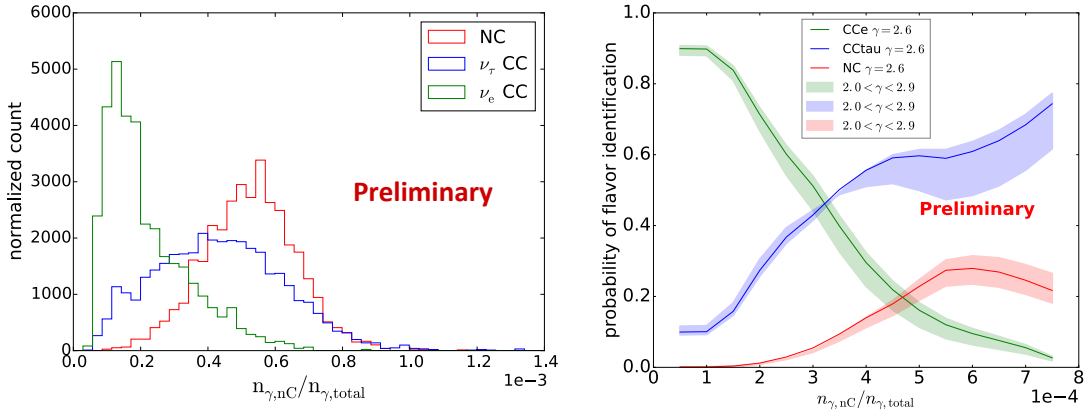 6000
5000
4000
3000
2000
1000
0
normalized count
NC
ν_τ CC
ν_e CC
Preliminary
0.0 0.2 0.4 0.6 0.8 1.0 1.2 1.4
1e−3
n_γ,nC/n_γ,total
1.0
0.8
0.6
0.4
0.2
0.0
probability of flavor identification
CCe γ = 2.6
CCtau γ = 2.6
NC γ = 2.6
2.0 < γ < 2.9
2.0 < γ < 2.9
2.0 < γ < 2.9
Preliminary
0 1 2 3 4 5 6 7 8
1e−4
n_γ,nC/n_γ,total